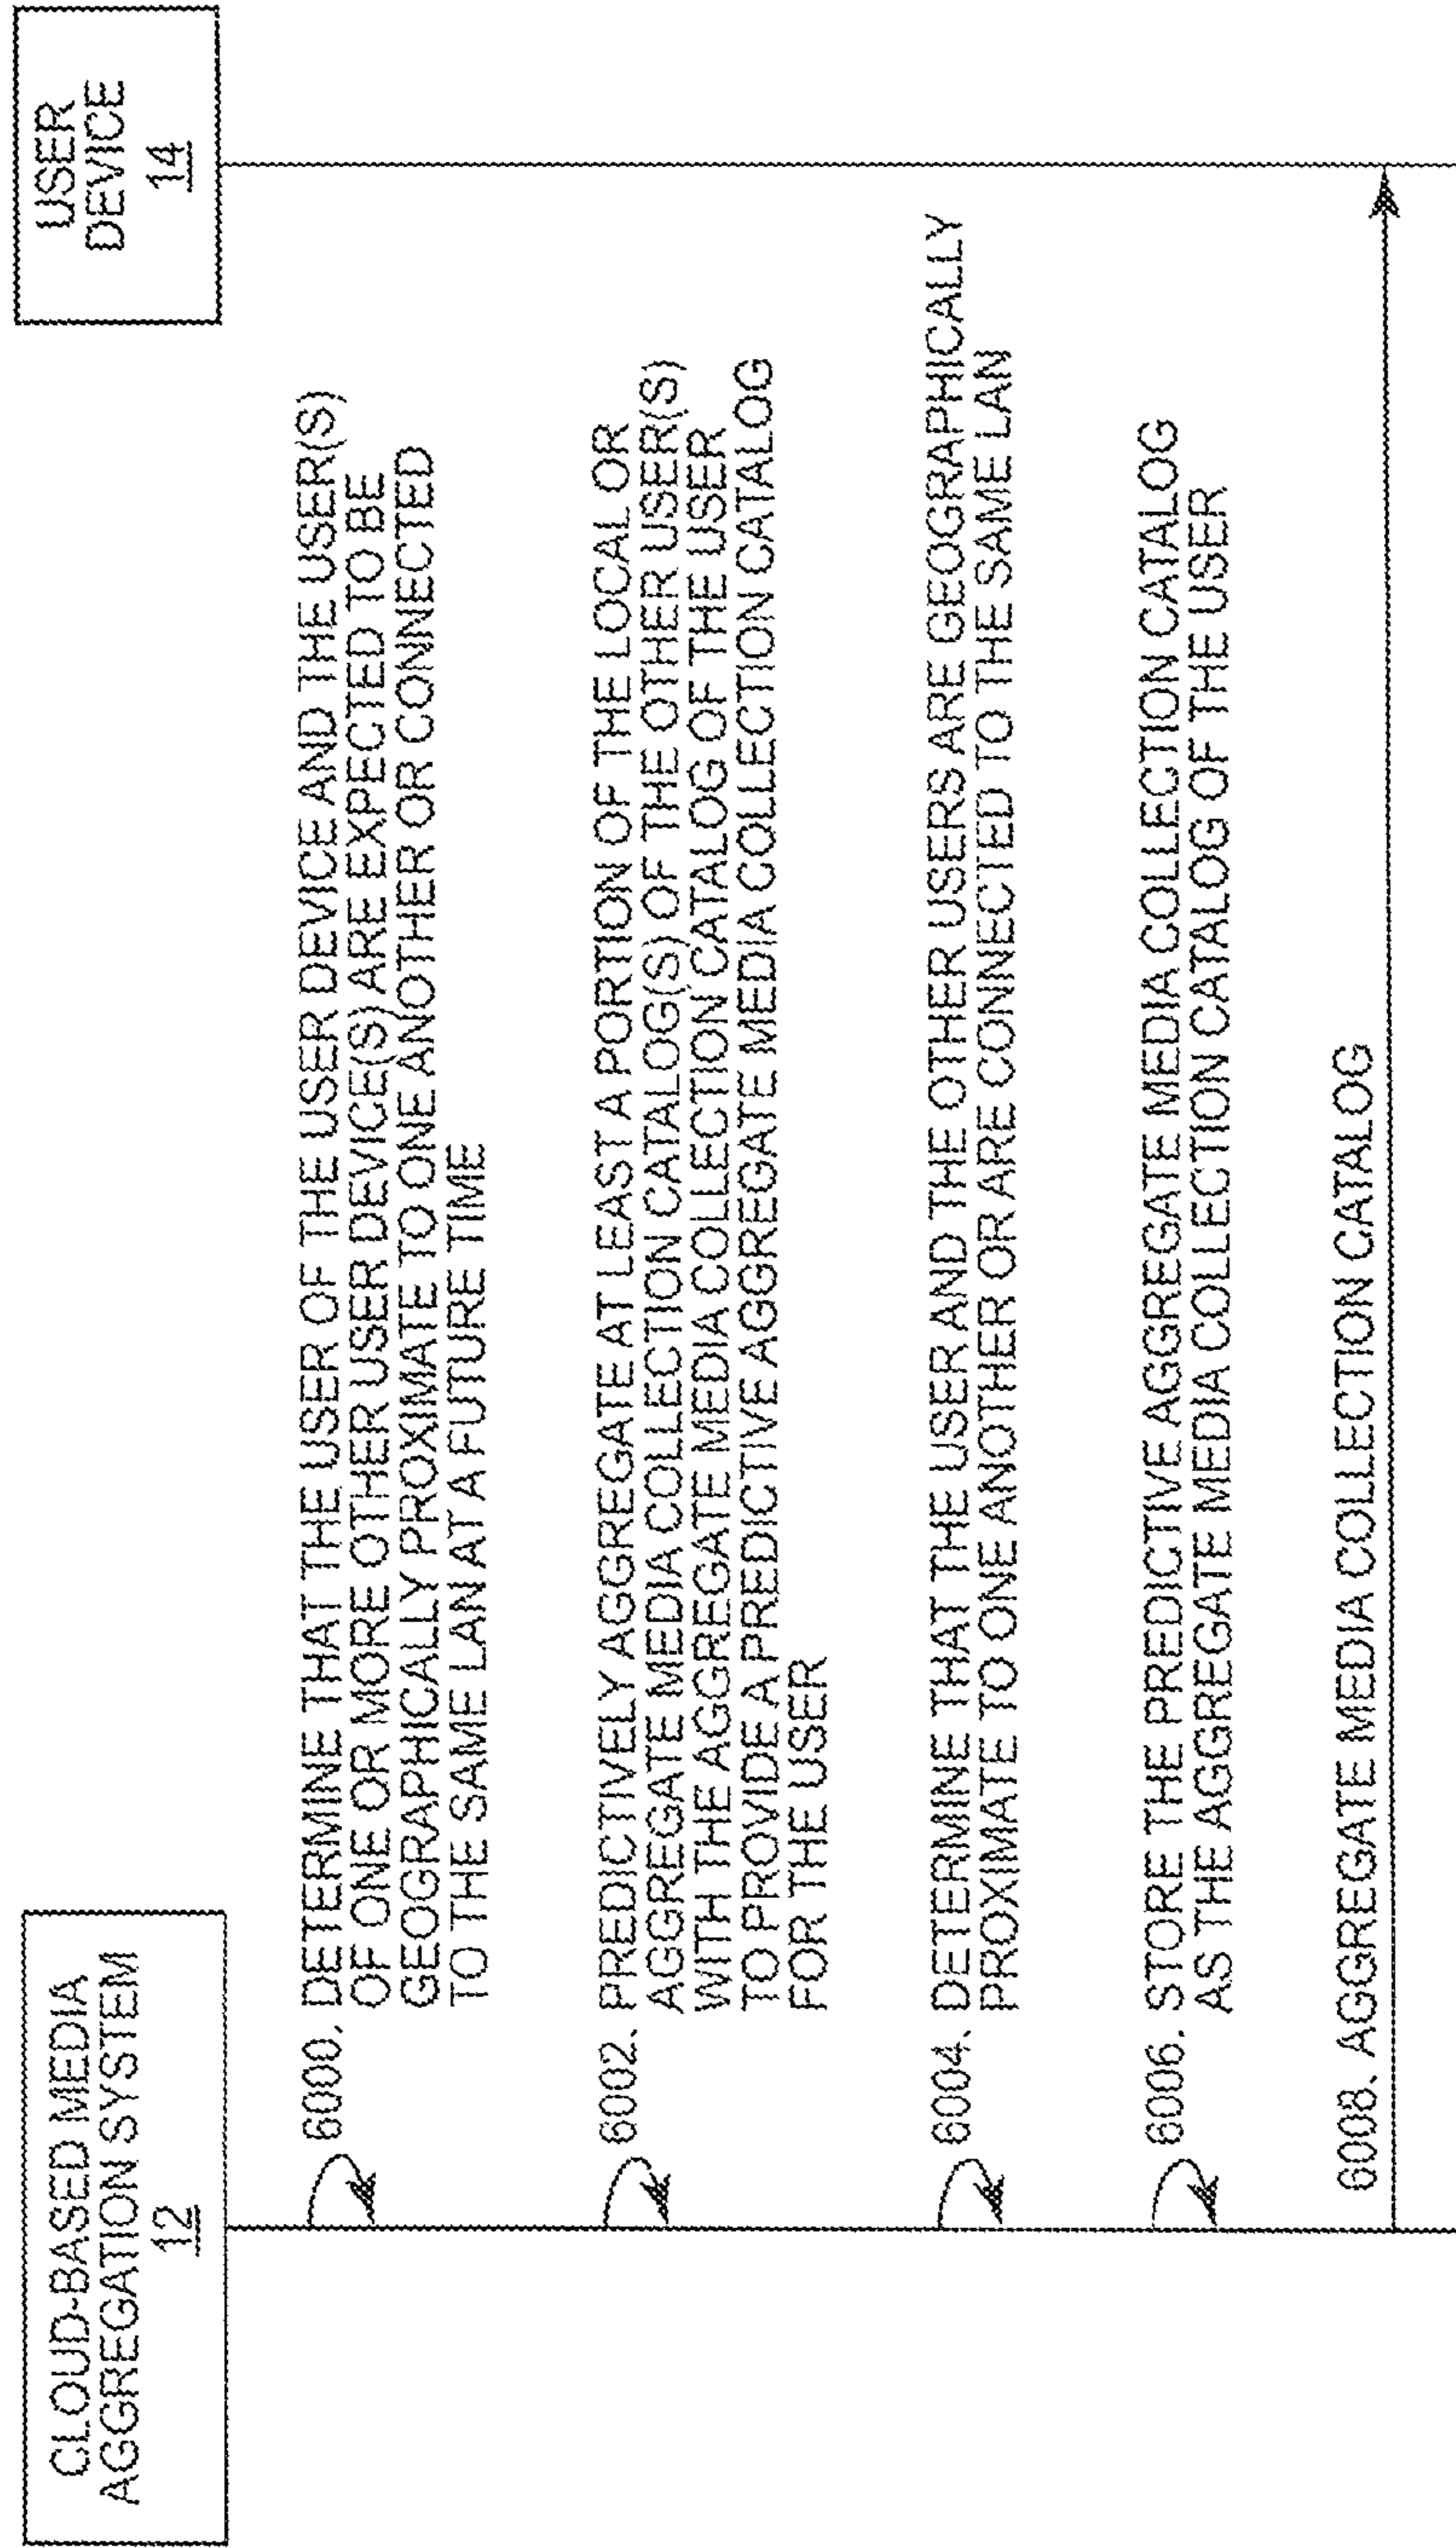 CLOUD-BASED MEDIA
AGGREGATION SYSTEM
12
USER
DEVICE
14
6000. DETERMINE THAT THE USER OF THE USER DEVICE AND THE USER(S)
OF ONE OR MORE OTHER USER DEVICE(S) ARE EXPECTED TO BE
GEOGRAPHICALLY PROXIMATE TO ONE ANOTHER OR CONNECTED
TO THE SAME LAN AT A FUTURE TIME
6002. PREDICTIVELY AGGREGATE AT LEAST A PORTION OF THE LOCAL OR
AGGREGATE MEDIA COLLECTION CATALOG(S) OF THE OTHER USER(S)
WITH THE AGGREGATE MEDIA COLLECTION CATALOG OF THE USER
TO PROVIDE A PREDICTIVE AGGREGATE MEDIA COLLECTION CATALOG
FOR THE USER
6004. DETERMINE THAT THE USER AND THE OTHER USERS ARE GEOGRAPHICALLY
PROXIMATE TO ONE ANOTHER OR ARE CONNECTED TO THE SAME LAN
6006. STORE THE PREDICTIVE AGGREGATE MEDIA COLLECTION CATALOG
AS THE AGGREGATE MEDIA COLLECTION CATALOG OF THE USER
6008. AGGREGATE MEDIA COLLECTION CATALOG